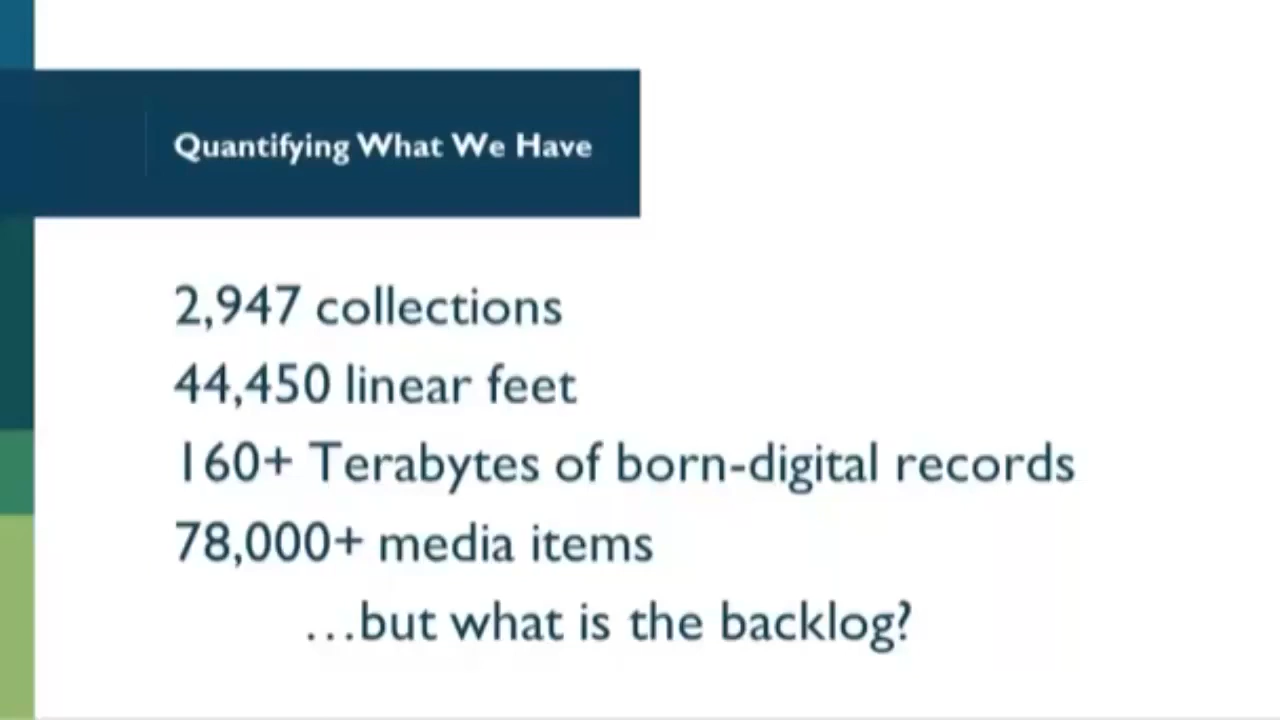 Quantifying What We Have
2,947 collections
44,450 linear feet
160+ Terabytes of born-digital records
78,000+ media items
…but what is the backlog?